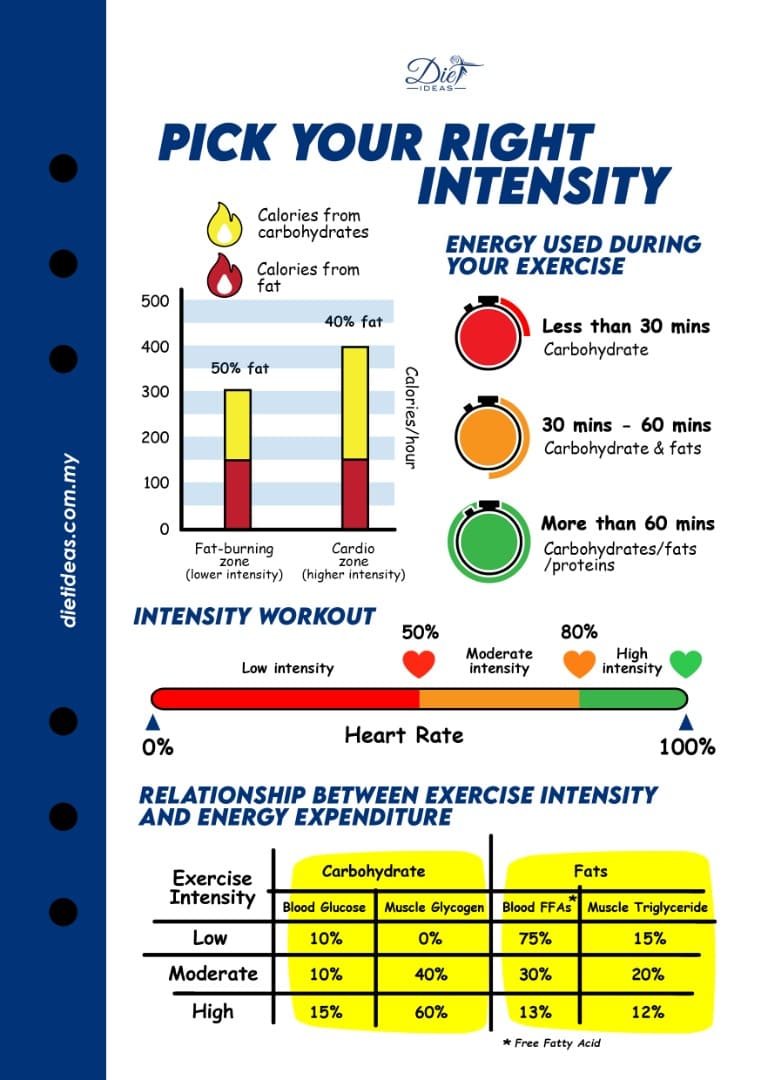 Diet
IDEAS
PICK YOUR RIGHT
INTENSITY
Calories from
carbohydrates
Calories from
fat
500
400
300
200
100
0
50% fat
40% fat
Calories/hour
Fat-burning
zone
(lower intensity)
Cardio
zone
(higher intensity)
ENERGY USED DURING
YOUR EXERCISE
Less than 30 mins
Carbohydrate
30 mins - 60 mins
Carbohydrate & fats
More than 60 mins
Carbohydrates/fats
/proteins
dietideas.com.my
INTENSITY WORKOUT
50%
80%
Low intensity
Moderate
intensity
High
intensity
0%
Heart Rate
100%
RELATIONSHIP BETWEEN EXERCISE INTENSITY
AND ENERGY EXPENDITURE
Exercise
Intensity
Carbohydrate
Fats
Blood Glucose Muscle Glycogen Blood FFAs* Muscle Triglyceride
Low 10% 0% 75% 15%
Moderate 10% 40% 30% 20%
High 15% 60% 13% 12%
* Free Fatty Acid